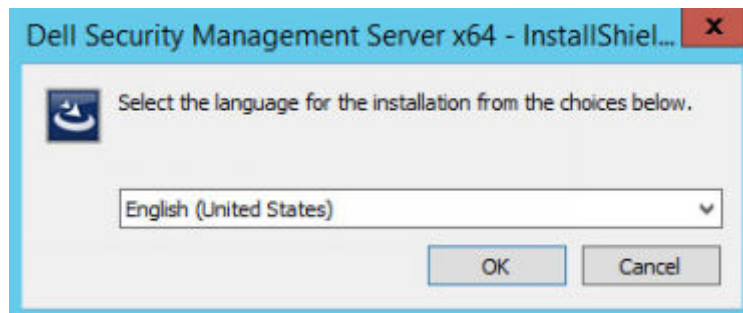 Dell Security Management Server x64 - InstallShiel...
x
Select the language for the installation from the choices below.
English (United States)
OK
Cancel